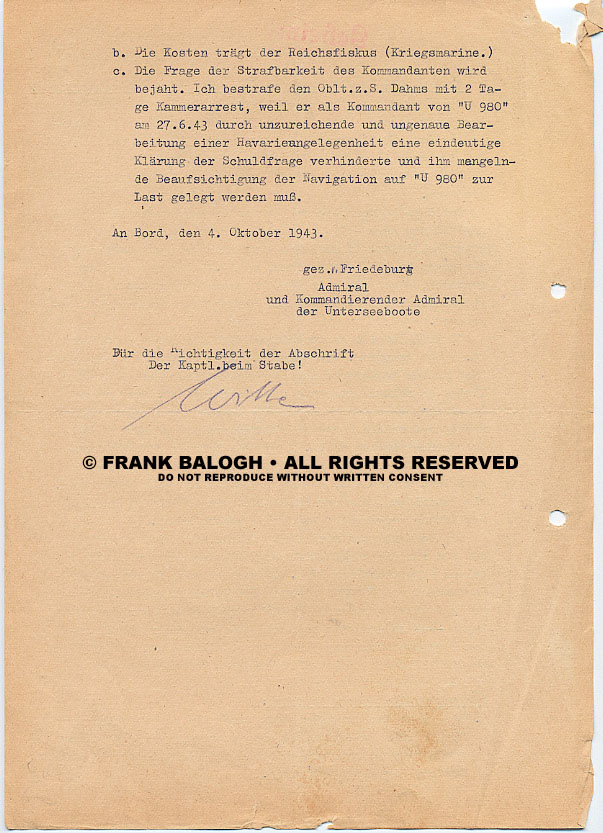 b. Die Kosten trägt der Reichsfiskus (Kriegsmarine.)
c. Die Frage der Strafbarkeit des Kommandanten wird
bejaht. Ich bestrafe den Oblt.z.S. Dahms mit 2 Ta-
ge Kammerarrest, weil er als Kommandant von "U 980"
am 27.6.43 durch unzureichende und ungenaue Bear-
beitung einer Havarieangelegenheit eine eindeutige
Klärung der Schuldfrage verhinderte und ihm mangeln-
de Beaufsichtigung der Navigation auf "U 980" zur
Last gelegt werden muß.
An Bord, den 4. Oktober 1943.
gez. Friedeburg
Admiral
und Kommandierender Admiral
der Unterseeboote
Für die Richtigkeit der Abschrift
Der Kaptl.beim Stabe!
© FRANK BALOGH • ALL RIGHTS RESERVED
DO NOT REPRODUCE WITHOUT WRITTEN CONSENT